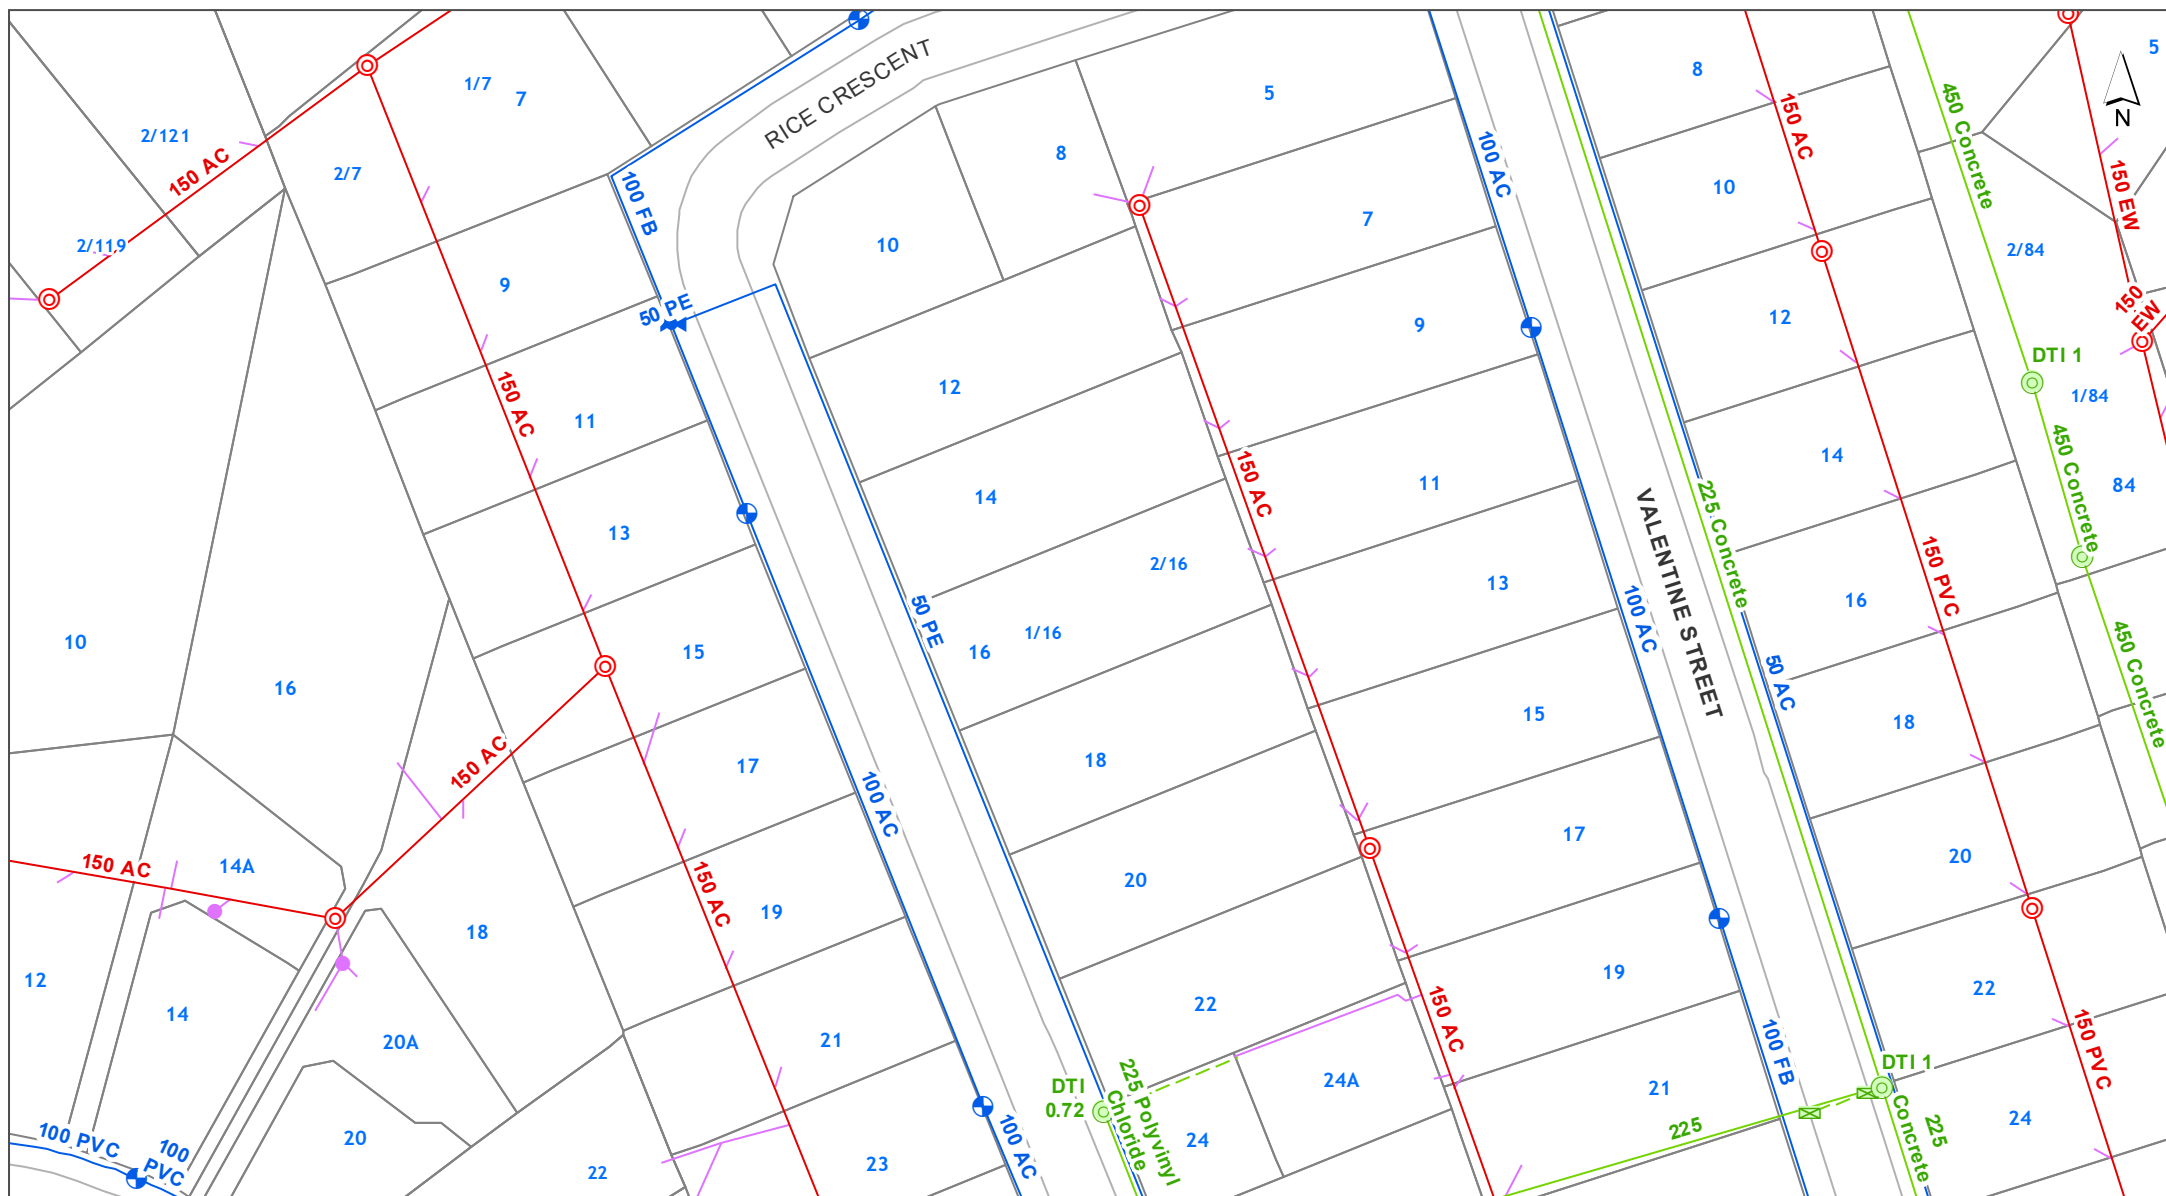 1/7
7
2/121
150 AC
2/7
2/119
9
100 FB
RICE CRESCENT
50 PE
150 AC
11
13
15
17
150 AC
19
21
23
22
10
16
150 AC
150 AC
14A
18
12
14
20A
20
100 PVC
100
PVC
5
8
10
7
12
9
14
150 AC
11
2/16
13
1/16
16
50 PE
18
15
100 AC
20
17
22
19
150 AC
24A
21
24
DTI
0.72
225 Polyvinyl
Chloride
100 AC
100 AC
100 AC
VALENTINE STREET
225 Concrete
50 AC
100 FB
225
DTI 1
225
Concrete
8
150 AC
10
12
14
150 PVC
16
18
20
22
150 PVC
24
450 Concrete
5
N
150 EW
2/84
150
EW
DTI 1
1/84
450 Concrete
84
450 Concrete